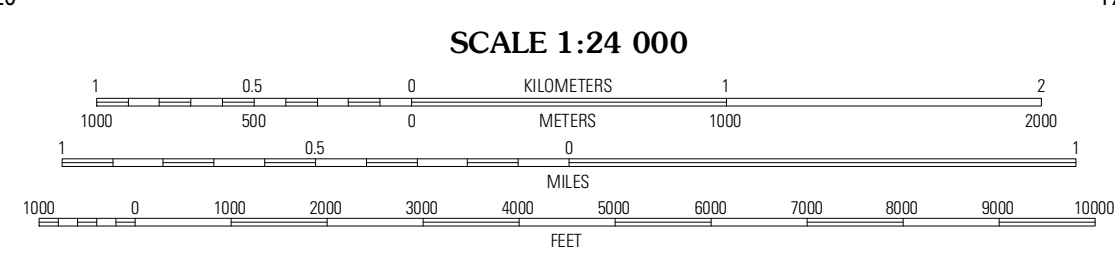 SCALE 1:24 000
1 0.5 0 KILOMETERS 1 2
1000 500 0 METERS 1000 2000
1 0.5 0 1
MILES
1000 0 1000 2000 3000 4000 5000 6000 7000 8000 9000 10000
FEET